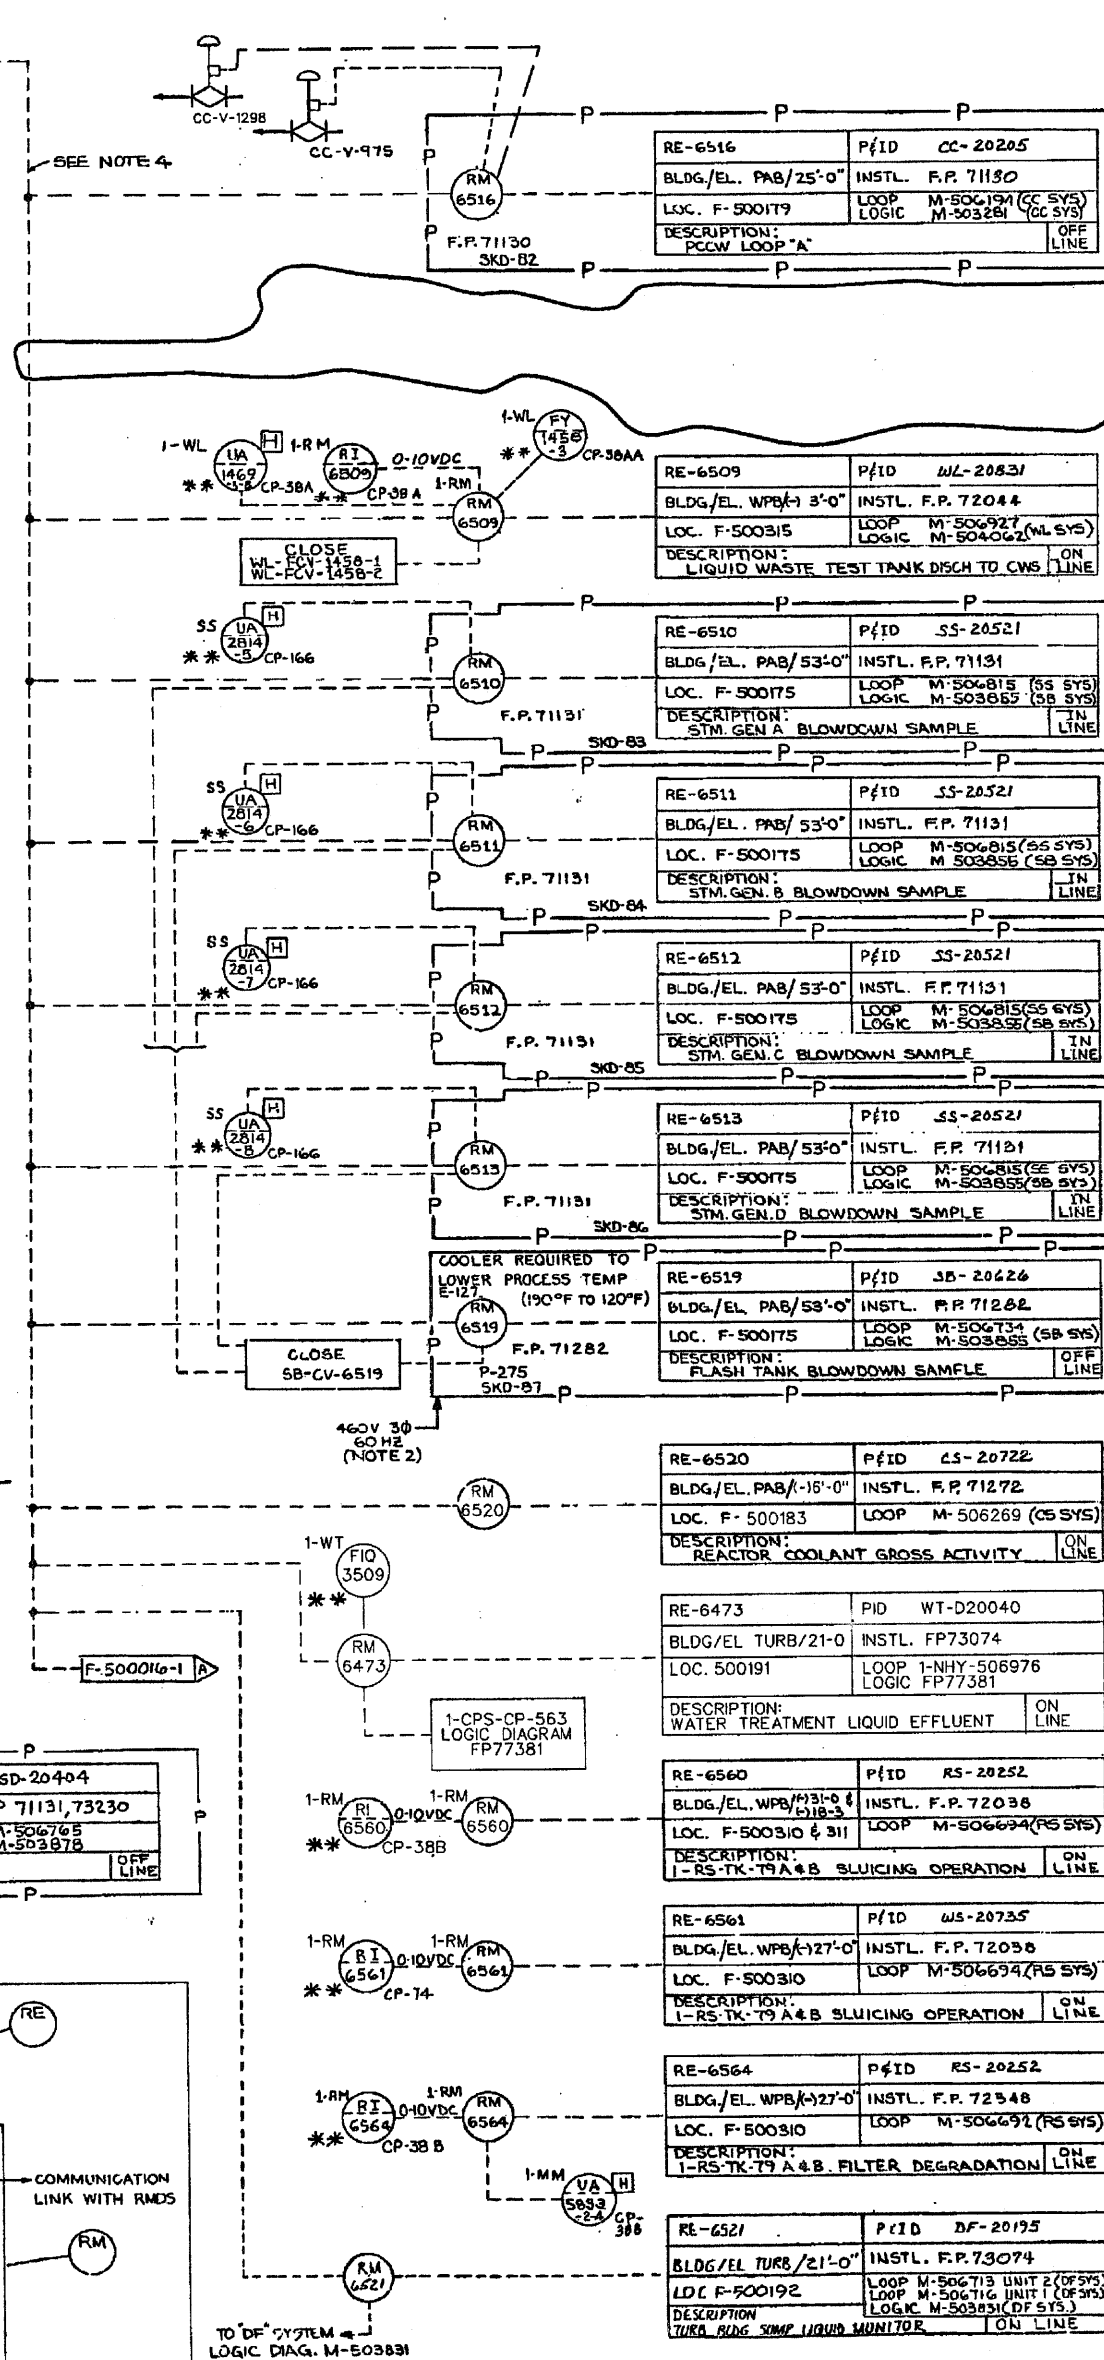 CC-V-1298
CC-V-975
SEE NOTE 4
P P P
RM
6516
P
P
F.P. 71130
SKD-82
P P P
RE-6516 P&ID CC-20205
BLDG./EL. PAB/25'-0" INSTL. F.P. 71130
LOC. F-500179 LOOP M-506191 (CC SYS)
LOGIC M-503281 (CC SYS)
DESCRIPTION: OFF
PCCW LOOP "A" LINE
1-WL UA H
1469
** CP-38A
1-RM RI 0-10VDC
6509
** CP-38A
1-WL FY
1458
-3
** CP-38AA
1-RM
RM
6509
CLOSE
WL-FCV-1458-1
WL-FCV-1458-2
RE-6509 P&ID WL-20831
BLDG/EL. WPB/(-) 3'-0" INSTL. F.P. 72044
LOC. F-500315 LOOP M-506927
LOGIC M-504062 (WL SYS)
DESCRIPTION: ON
LIQUID WASTE TEST TANK DISCH TO CWS LINE
P P P
SS UA H
2814
-5
** CP-166
P
RM
6510
P
F.P. 71131
SKD-83
P P P
RE-6510 P&ID SS-20521
BLDG/EL. PAB/53'-0" INSTL. F.P. 71131
LOC. F-500175 LOOP M-506815 (SS SYS)
LOGIC M-503855 (SB SYS)
DESCRIPTION: IN
STM. GEN A BLOWDOWN SAMPLE LINE
P P P
SS UA H
2814
-6
** CP-166
P
RM
6511
P
F.P. 71131
SKD-84
P P P
RE-6511 P&ID SS-20521
BLDG/EL. PAB/53'-0" INSTL. F.P. 71131
LOC. F-500175 LOOP M-506815 (SS SYS)
LOGIC M 503855 (SB SYS)
DESCRIPTION: IN
STM. GEN. B BLOWDOWN SAMPLE LINE
P P P
SS UA H
2814
-7
** CP-166
P
RM
6512
P
F.P. 71131
SKD-85
P P P
RE-6512 P&ID SS-20521
BLDG./EL. PAB/53'-0" INSTL. F.P. 71131
LOC. F-500175 LOOP M-506815 (SS SYS)
LOGIC M-503855 (SB SYS)
DESCRIPTION: IN
STM. GEN. C BLOWDOWN SAMPLE LINE
P P P
SS UA H
2814
-8
** CP-166
P
RM
6513
P
F.P. 71131
SKD-86
P P P
RE-6513 P&ID SS-20521
BLDG./EL. PAB/53'-0" INSTL. F.P. 71131
LOC. F-500175 LOOP M-506815 (SS SYS)
LOGIC M-503855 (SB SYS)
DESCRIPTION: IN
STM. GEN. D BLOWDOWN SAMPLE LINE
P P P
COOLER REQUIRED TO
LOWER PROCESS TEMP
E-127 (190°F TO 120°F)
RM
6519
P
F.P. 71282
P-275
SKD-87
P P
CLOSE
SB-CV-6519
460V 3Φ
60 HZ
(NOTE 2)
RE-6519 P&ID SB-20626
BLDG/EL PAB/53'-0" INSTL. F.P. 71282
LOC. F-500175 LOOP M-506734
LOGIC M-503855 (SB SYS)
DESCRIPTION: OFF
FLASH TANK BLOWDOWN SAMPLE LINE
RM
6520
RE-6520 P&ID CS-20722
BLDG/EL. PAB/(-)16'-0" INSTL. F.P. 71272
LOC. F-500183 LOOP M-506269 (CS SYS)
DESCRIPTION: ON
REACTOR COOLANT GROSS ACTIVITY LINE
1-WT
FIQ
3509
**
RM
6473
1-CPS-CP-563
LOGIC DIAGRAM
FP77381
RE-6473 PID WT-D20040
BLDG/EL TURB/21-0 INSTL. FP73074
LOC. 500191 LOOP 1-NHY-506976
LOGIC FP77381
DESCRIPTION: ON
WATER TREATMENT LIQUID EFFLUENT LINE
F-500016-1 A
P
SD-20404
P 71131,73230
M-506765
M-503878
OFF
LINE
P
P
1-RM RI 0-10VDC
6560
** CP-38B
1-RM
RM
6560
RE-6560 P&ID RS-20252
BLDG./EL. WPB/(-)31-0 &
(-)18-3 INSTL. F.P. 72038
LOC. F-500310 & 311 LOOP M-506694 (RS SYS)
DESCRIPTION: ON
1-RS-TK-79 A&B SLUICING OPERATION LINE
1-RM RI 0-10VDC
6561
** CP-74
1-RM
RM
6561
RE-6561 P&ID WS-20735
BLDG./EL. WPB/(-)27'-0" INSTL. F.P. 72038
LOC. F-500310 LOOP M-506694 (RS SYS)
DESCRIPTION: ON
1-RS-TK-79 A&B SLUICING OPERATION LINE
RE
1-RM RI 0-10VDC
6564
** CP-38 B
1-RM
RM
6564
1-MM UA H
CP-
38B
RE-6564 P&ID RS-20252
BLDG/EL. WPB/(-)27'-0" INSTL. F.P. 72348
LOC. F-500310 LOOP M-506692 (RS SYS)
DESCRIPTION: ON
1-RS-TK-79 A&B. FILTER DEGRADATION LINE
COMMUNICATION
LINK WITH RMDS
RM
RM
6521
TO "DF" SYSTEM
LOGIC DIAG. M-503831
RE-6521 P&ID DF-20195
BLDG/EL TURB/21'-0" INSTL. F.P. 73074
LOC F-500192 LOOP M-506713 UNIT 2 (DF SYS)
LOOP M-506716 UNIT 1 (DF SYS)
LOGIC M-503831 (DF SYS.)
DESCRIPTION
TURB BLDG SUMP LIQUID MONITOR ON LINE